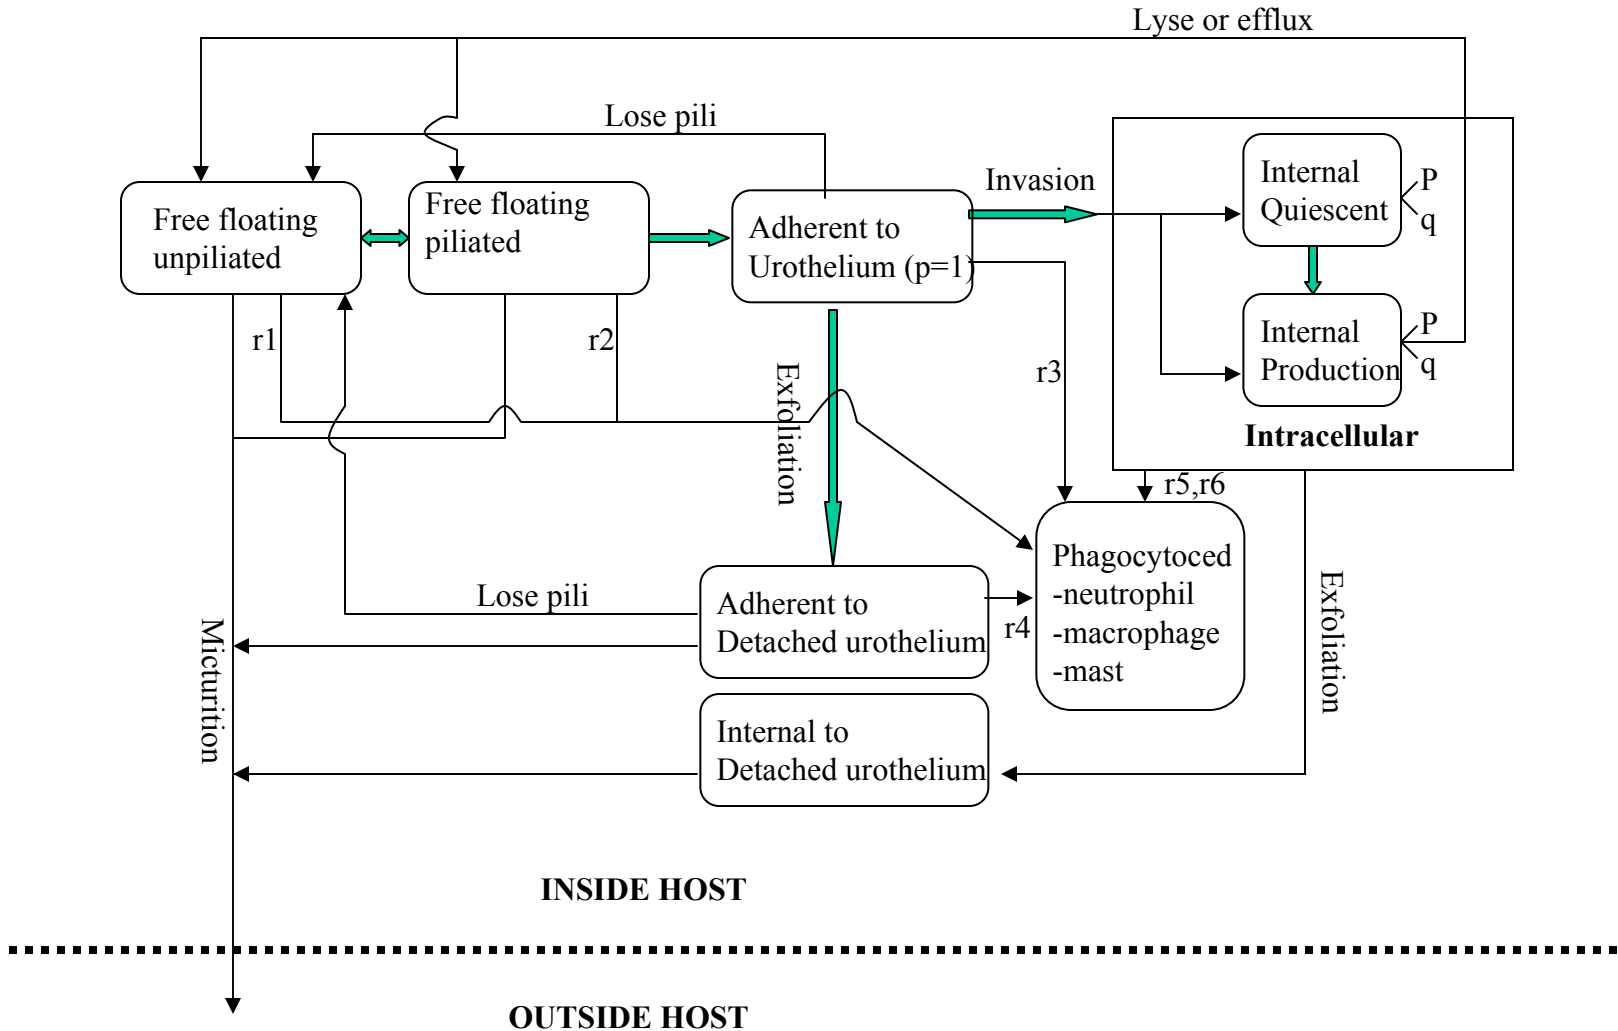 Lyse or efflux
Lose pili
Invasion
Free floating
unpiliated
Free floating
piliated
Adherent to
Urothelium (p=1)
Internal
Quiescent
P
q
Internal
Production
P
q
Intracellular
r1
r2
r3
Exfoliation
r5,r6
Phagocytoced
-neutrophil
-macrophage
-mast
Lose pili
Adherent to
Detached urothelium
r4
Exfoliation
Micturition
Internal to
Detached urothelium
INSIDE HOST
OUTSIDE HOST